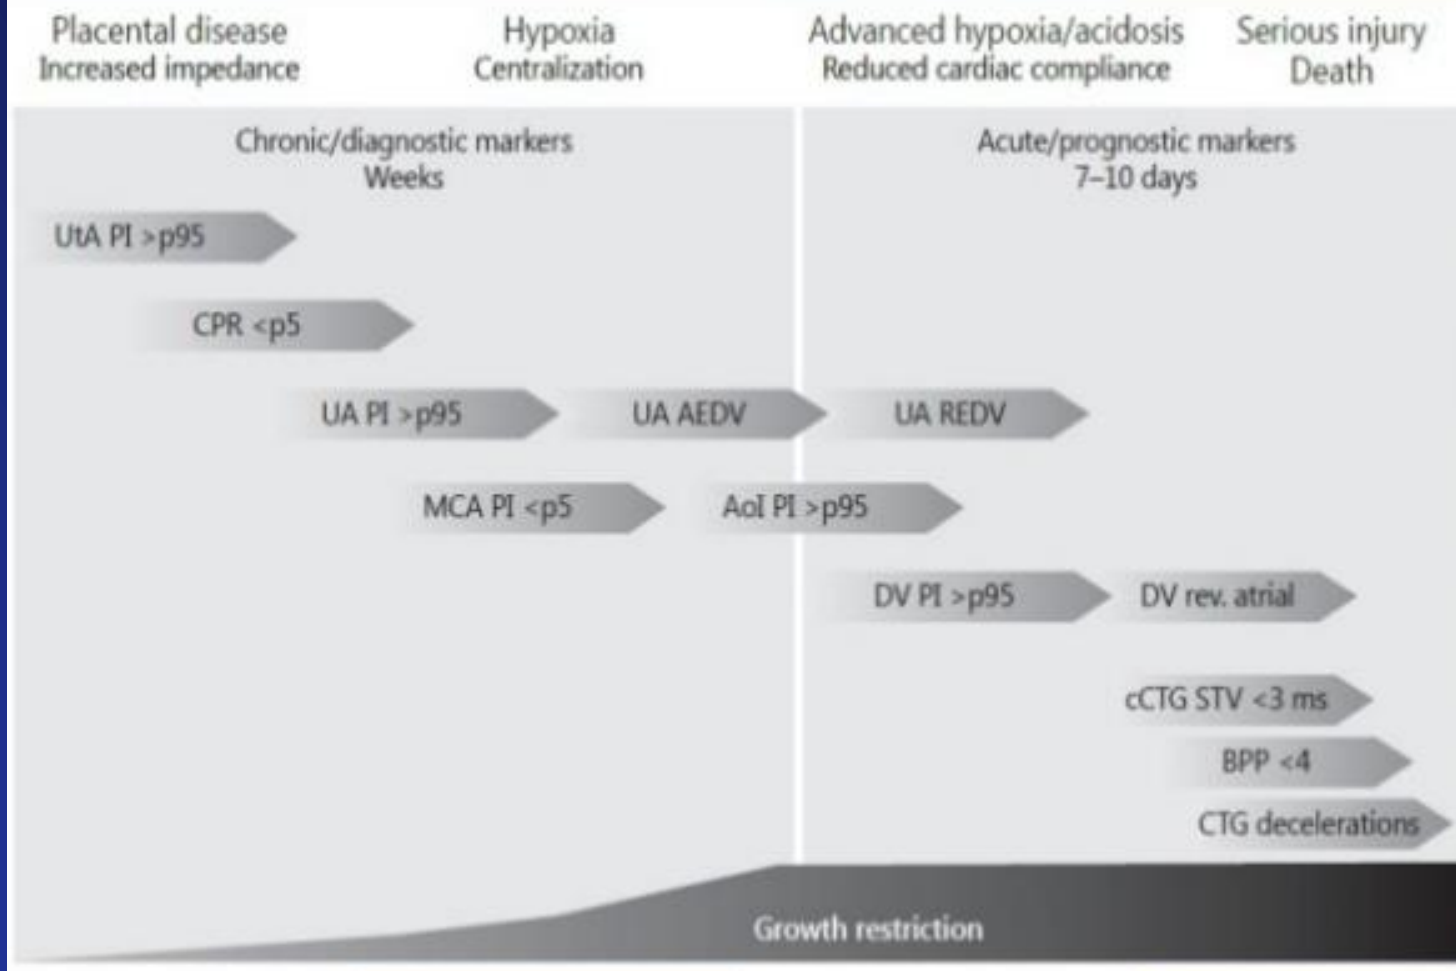 Placental disease
Increased impedance
Hypoxia
Centralization
Advanced hypoxia/acidosis
Reduced cardiac compliance
Serious injury
Death
Chronic/diagnostic markers
Weeks
Acute/prognostic markers
7–10 days
UtA PI >p95
CPR <p5
UA PI >p95
UA AEDV
UA REDV
MCA PI <p5
AoI PI >p95
DV PI >p95
DV rev. atrial
cCTG STV <3 ms
BPP <4
CTG decelerations
Growth restriction